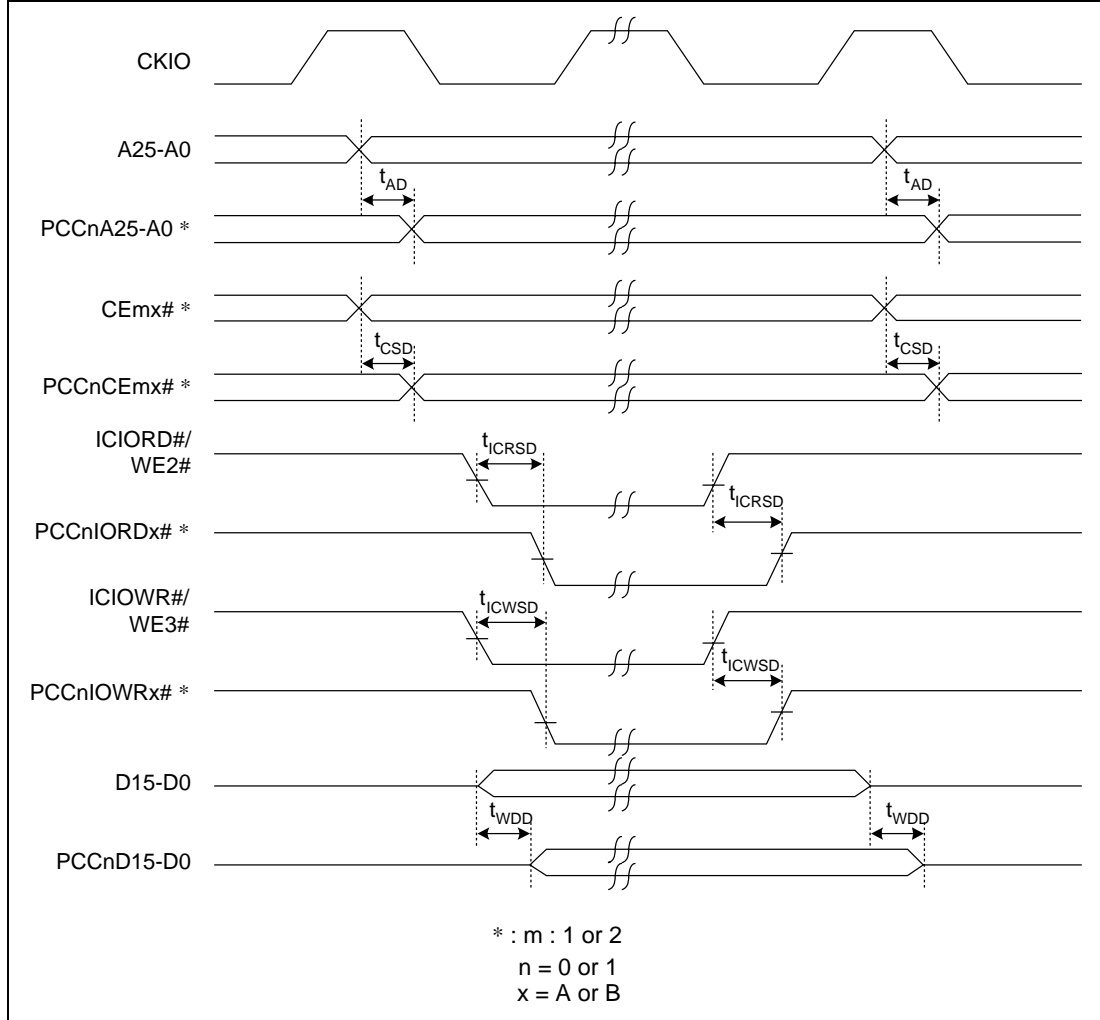 CKIO
A25-A0
tAD
tAD
PCCnA25-A0 *
CEmx# *
tCSD
tCSD
PCCnCEmx# *
ICIORD#/
WE2#
tICRSD
tICRSD
PCCnIORDx# *
ICIOWR#/
WE3#
tICWSD
tICWSD
PCCnIOWRx# *
D15-D0
tWDD
tWDD
PCCnD15-D0
* : m : 1 or 2
n = 0 or 1
x = A or B